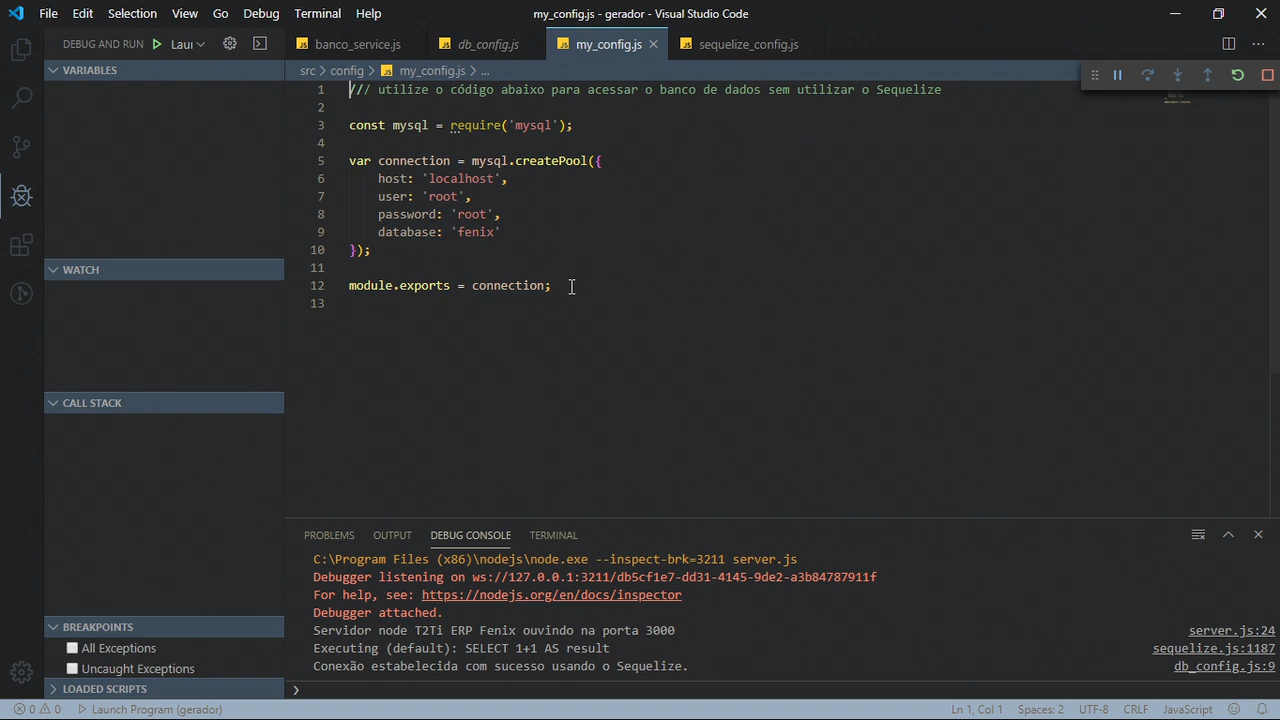 File Edit Selection View Go Debug Terminal Help my_config.js - gerador - Visual Studio Code
DEBUG AND RUN Laui banco_service.js db_config.js my_config.js sequelize_config.js
VARIABLES
src > config > my_config.js > ...
1 /// utilize o código abaixo para acessar o banco de dados sem utilizar o Sequelize
2
3 const mysql = require('mysql');
4
5 var connection = mysql.createPool({
6 host: 'localhost',
7 user: 'root',
8 password: 'root',
9 database: 'fenix'
10 });
11
12 module.exports = connection;
13
WATCH
CALL STACK
BREAKPOINTS
All Exceptions
Uncaught Exceptions
LOADED SCRIPTS
PROBLEMS OUTPUT DEBUG CONSOLE TERMINAL
C:\Program Files (x86)\nodejs\node.exe --inspect-brk=3211 server.js
Debugger listening on ws://127.0.0.1:3211/db5cf1e7-dd31-4145-9de2-a3b84787911f
For help, see: https://nodejs.org/en/docs/inspector
Debugger attached.
Servidor node T2Ti ERP Fenix ouvindo na porta 3000 server.js:24
Executing (default): SELECT 1+1 AS result sequelize.js:1187
Conexão estabelecida com sucesso usando o Sequelize. db_config.js:9
0 0 Launch Program (gerador) Ln 1, Col 1 Spaces: 2 UTF-8 CRLF JavaScript